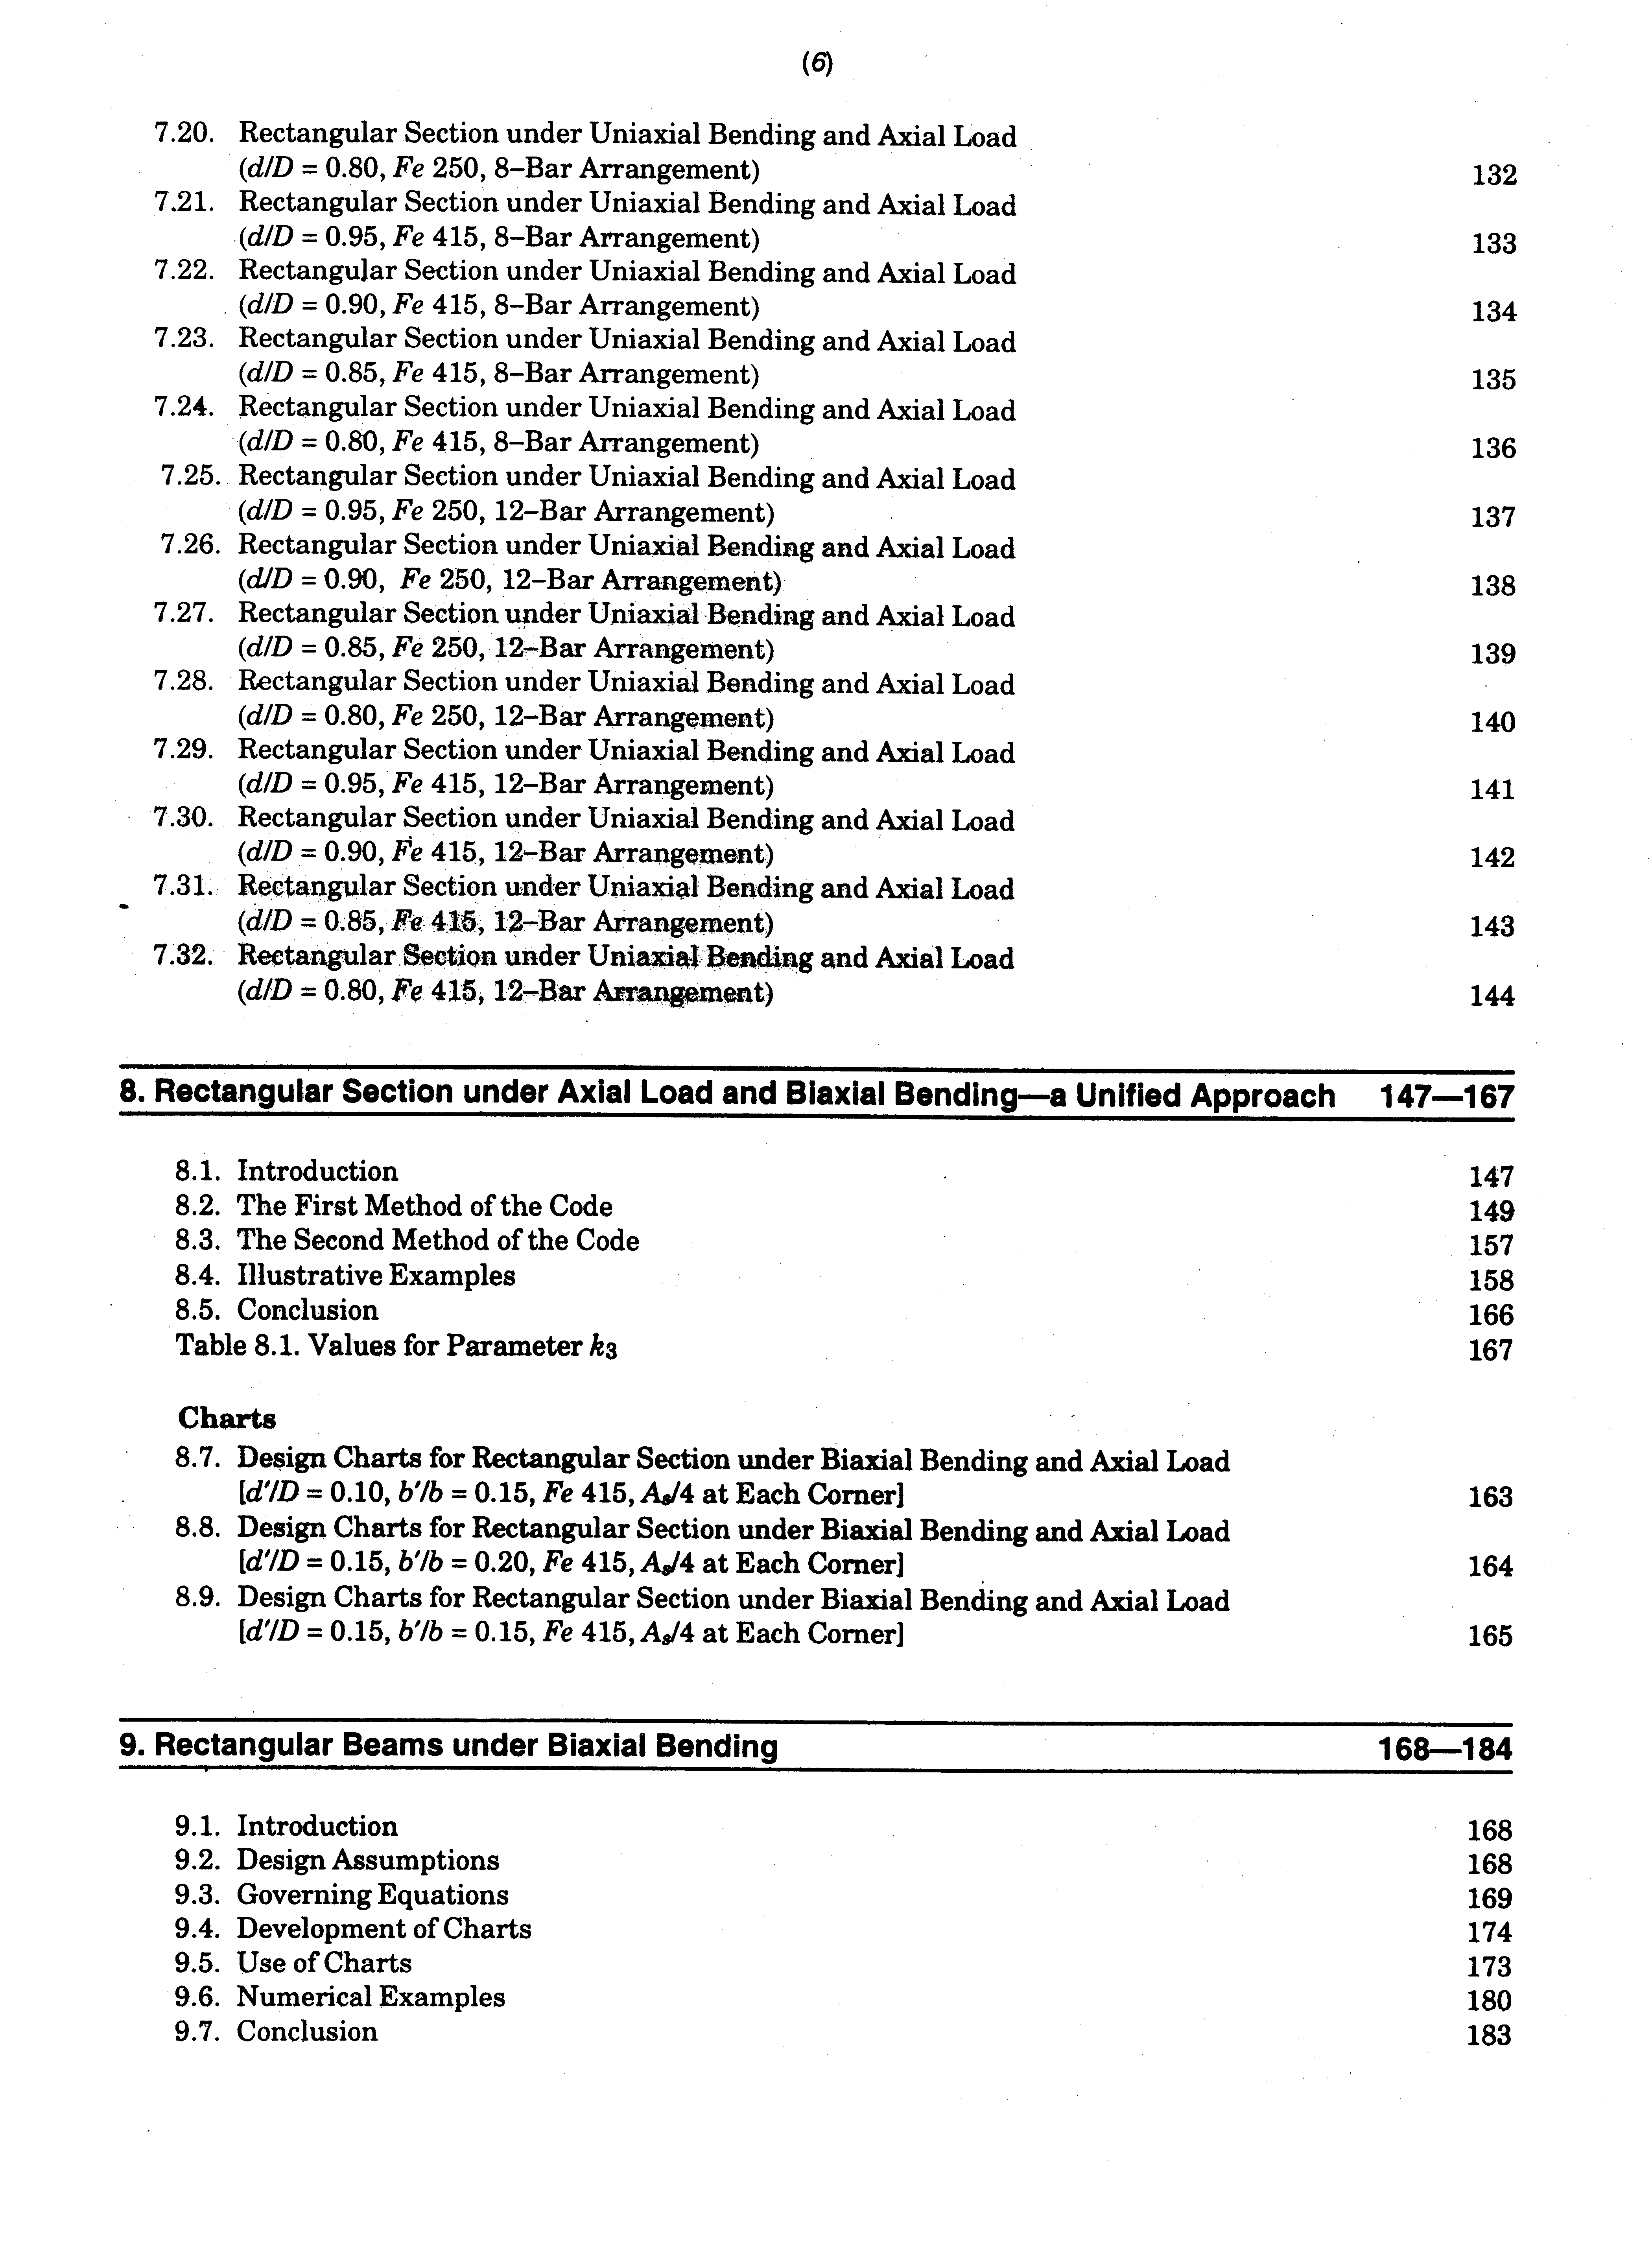 (6)
7.20. Rectangular Section under Uniaxial Bending and Axial Load
(d/D = 0.80, Fe 250, 8–Bar Arrangement) 132
7.21. Rectangular Section under Uniaxial Bending and Axial Load
(d/D = 0.95, Fe 415, 8–Bar Arrangement) 133
7.22. Rectangular Section under Uniaxial Bending and Axial Load
(d/D = 0.90, Fe 415, 8–Bar Arrangement) 134
7.23. Rectangular Section under Uniaxial Bending and Axial Load
(d/D = 0.85, Fe 415, 8–Bar Arrangement) 135
7.24. Rectangular Section under Uniaxial Bending and Axial Load
(d/D = 0.80, Fe 415, 8–Bar Arrangement) 136
7.25. Rectangular Section under Uniaxial Bending and Axial Load
(d/D = 0.95, Fe 250, 12–Bar Arrangement) 137
7.26. Rectangular Section under Uniaxial Bending and Axial Load
(d/D = 0.90, Fe 250, 12–Bar Arrangement) 138
7.27. Rectangular Section under Uniaxial Bending and Axial Load
(d/D = 0.85, Fe 250, 12–Bar Arrangement) 139
7.28. Rectangular Section under Uniaxial Bending and Axial Load
(d/D = 0.80, Fe 250, 12–Bar Arrangement) 140
7.29. Rectangular Section under Uniaxial Bending and Axial Load
(d/D = 0.95, Fe 415, 12–Bar Arrangement) 141
7.30. Rectangular Section under Uniaxial Bending and Axial Load
(d/D = 0.90, Fe 415, 12–Bar Arrangement) 142
7.31. Rectangular Section under Uniaxial Bending and Axial Load
(d/D = 0.85, Fe 415, 12–Bar Arrangement) 143
7.32. Rectangular Section under Uniaxial Bending and Axial Load
(d/D = 0.80, Fe 415, 12–Bar Arrangement) 144
8. Rectangular Section under Axial Load and Biaxial Bending—a Unified Approach 147—167
8.1. Introduction 147
8.2. The First Method of the Code 149
8.3. The Second Method of the Code 157
8.4. Illustrative Examples 158
8.5. Conclusion 166
Table 8.1. Values for Parameter k3 167
Charts
8.7. Design Charts for Rectangular Section under Biaxial Bending and Axial Load
[d'/D = 0.10, b'/b = 0.15, Fe 415, As/4 at Each Corner] 163
8.8. Design Charts for Rectangular Section under Biaxial Bending and Axial Load
[d'/D = 0.15, b'/b = 0.20, Fe 415, As/4 at Each Corner] 164
8.9. Design Charts for Rectangular Section under Biaxial Bending and Axial Load
[d'/D = 0.15, b'/b = 0.15, Fe 415, As/4 at Each Corner] 165
9. Rectangular Beams under Biaxial Bending 168—184
9.1. Introduction 168
9.2. Design Assumptions 168
9.3. Governing Equations 169
9.4. Development of Charts 174
9.5. Use of Charts 173
9.6. Numerical Examples 180
9.7. Conclusion 183